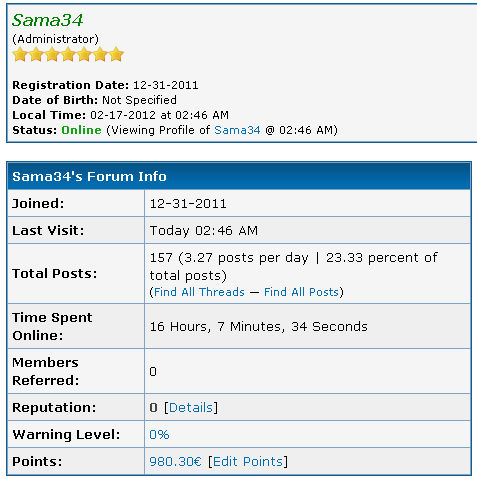 Sama34
(Administrator)
Registration Date: 12-31-2011
Date of Birth: Not Specified
Local Time: 02-17-2012 at 02:46 AM
Status: Online (Viewing Profile of Sama34 @ 02:46 AM)
Sama34's Forum Info
Joined: 12-31-2011
Last Visit: Today 02:46 AM
Total Posts: 157 (3.27 posts per day | 23.33 percent of
total posts)
(Find All Threads — Find All Posts)
Time Spent
Online: 16 Hours, 7 Minutes, 34 Seconds
Members
Referred: 0
Reputation: 0 [Details]
Warning Level: 0%
Points: 980.30€ [Edit Points]